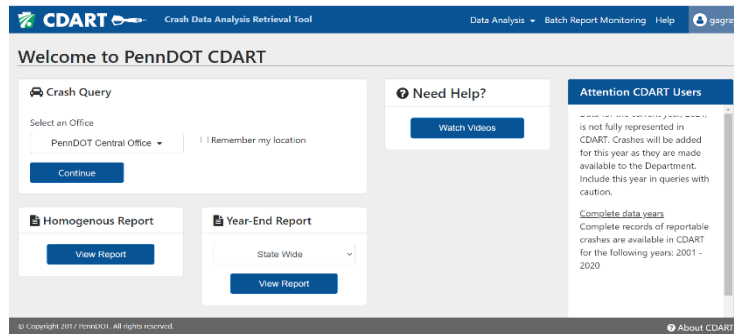 CDART Crash Data Analysis Retrieval Tool Data Analysis Batch Report Monitoring Help
Welcome to PennDOT CDART
Crash Query
Select an Office
PennDOT Central Office
Remember my location
Continue
Need Help?
Watch Videos
Attention CDART Users
is not fully represented in
CDART. Crashes will be added
for this year as they are made
available to the Department.
Include this year in queries with
caution.
Complete data years
Complete records of reportable
crashes are available in CDART
for the following years: 2001 -
2020
Homogenous Report
View Report
Year-End Report
State Wide
View Report
© Copyright 2017 PennDOT. All rights reserved.
About CDART